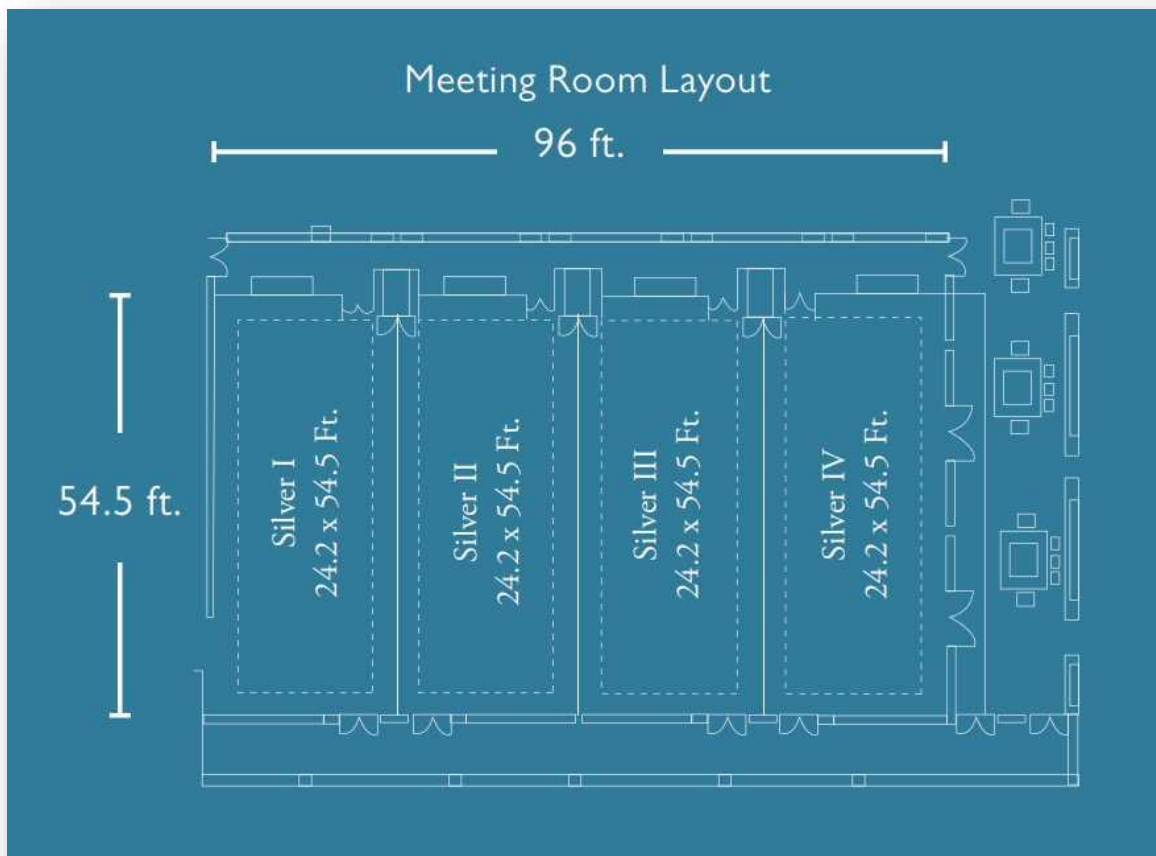 Meeting Room Layout
96 ft.
54.5 ft.
Silver I
24.2 x 54.5 Ft.
Silver II
24.2 x 54.5 Ft.
Silver III
24.2 x 54.5 Ft.
Silver IV
24.2 x 54.5 Ft.